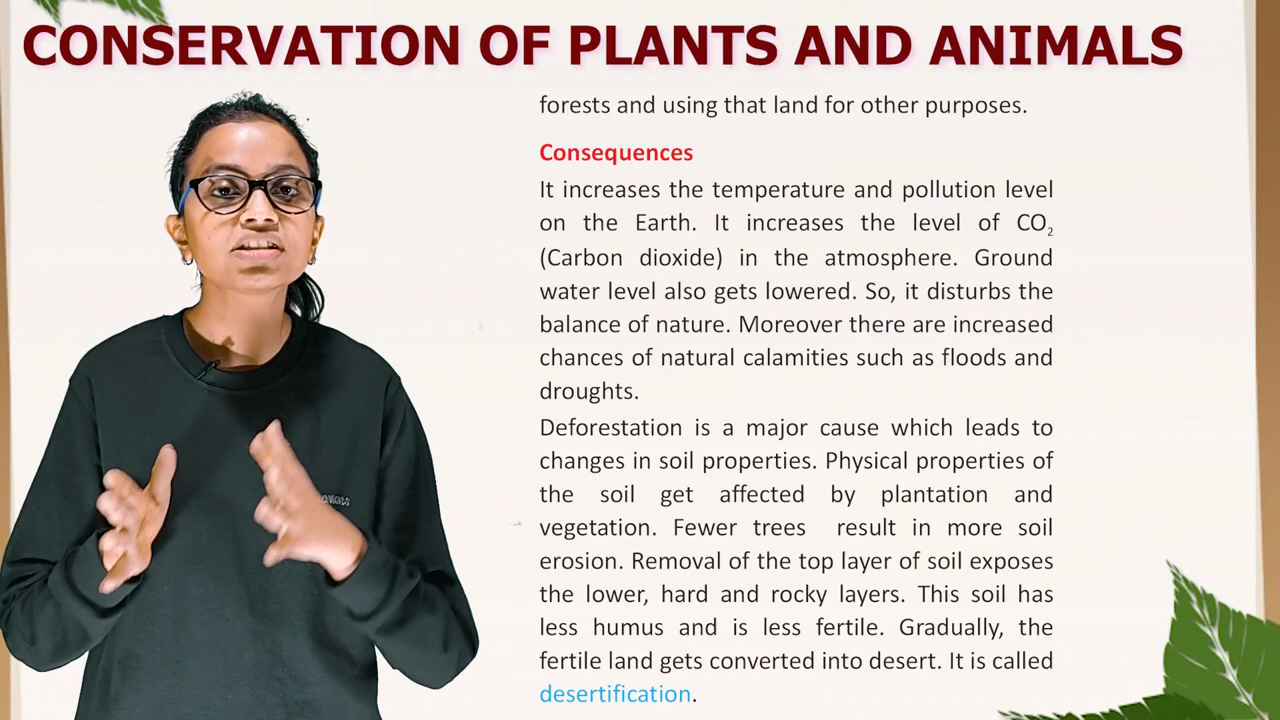 CONSERVATION OF PLANTS AND ANIMALS
forests and using that land for other purposes.
Consequences
It increases the temperature and pollution level
on the Earth. It increases the level of CO₂
(Carbon dioxide) in the atmosphere. Ground
water level also gets lowered. So, it disturbs the
balance of nature. Moreover there are increased
chances of natural calamities such as floods and
droughts.
Deforestation is a major cause which leads to
changes in soil properties. Physical properties of
the soil get affected by plantation and
vegetation. Fewer trees result in more soil
erosion. Removal of the top layer of soil exposes
the lower, hard and rocky layers. This soil has
less humus and is less fertile. Gradually, the
fertile land gets converted into desert. It is called
desertification.